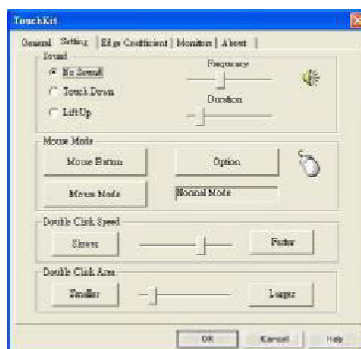 TouchKit
General Setting Edge Coefficient Monitors About
Sound
No Sound
Touch Down
Lift Up
Frequency
Duration
Mouse Mode
Mouse Button
Option
Mouse Mode
Normal Mode
Double Click Speed
Slower
Faster
Double Click Area
Smaller
Larger
OK Cancel Help